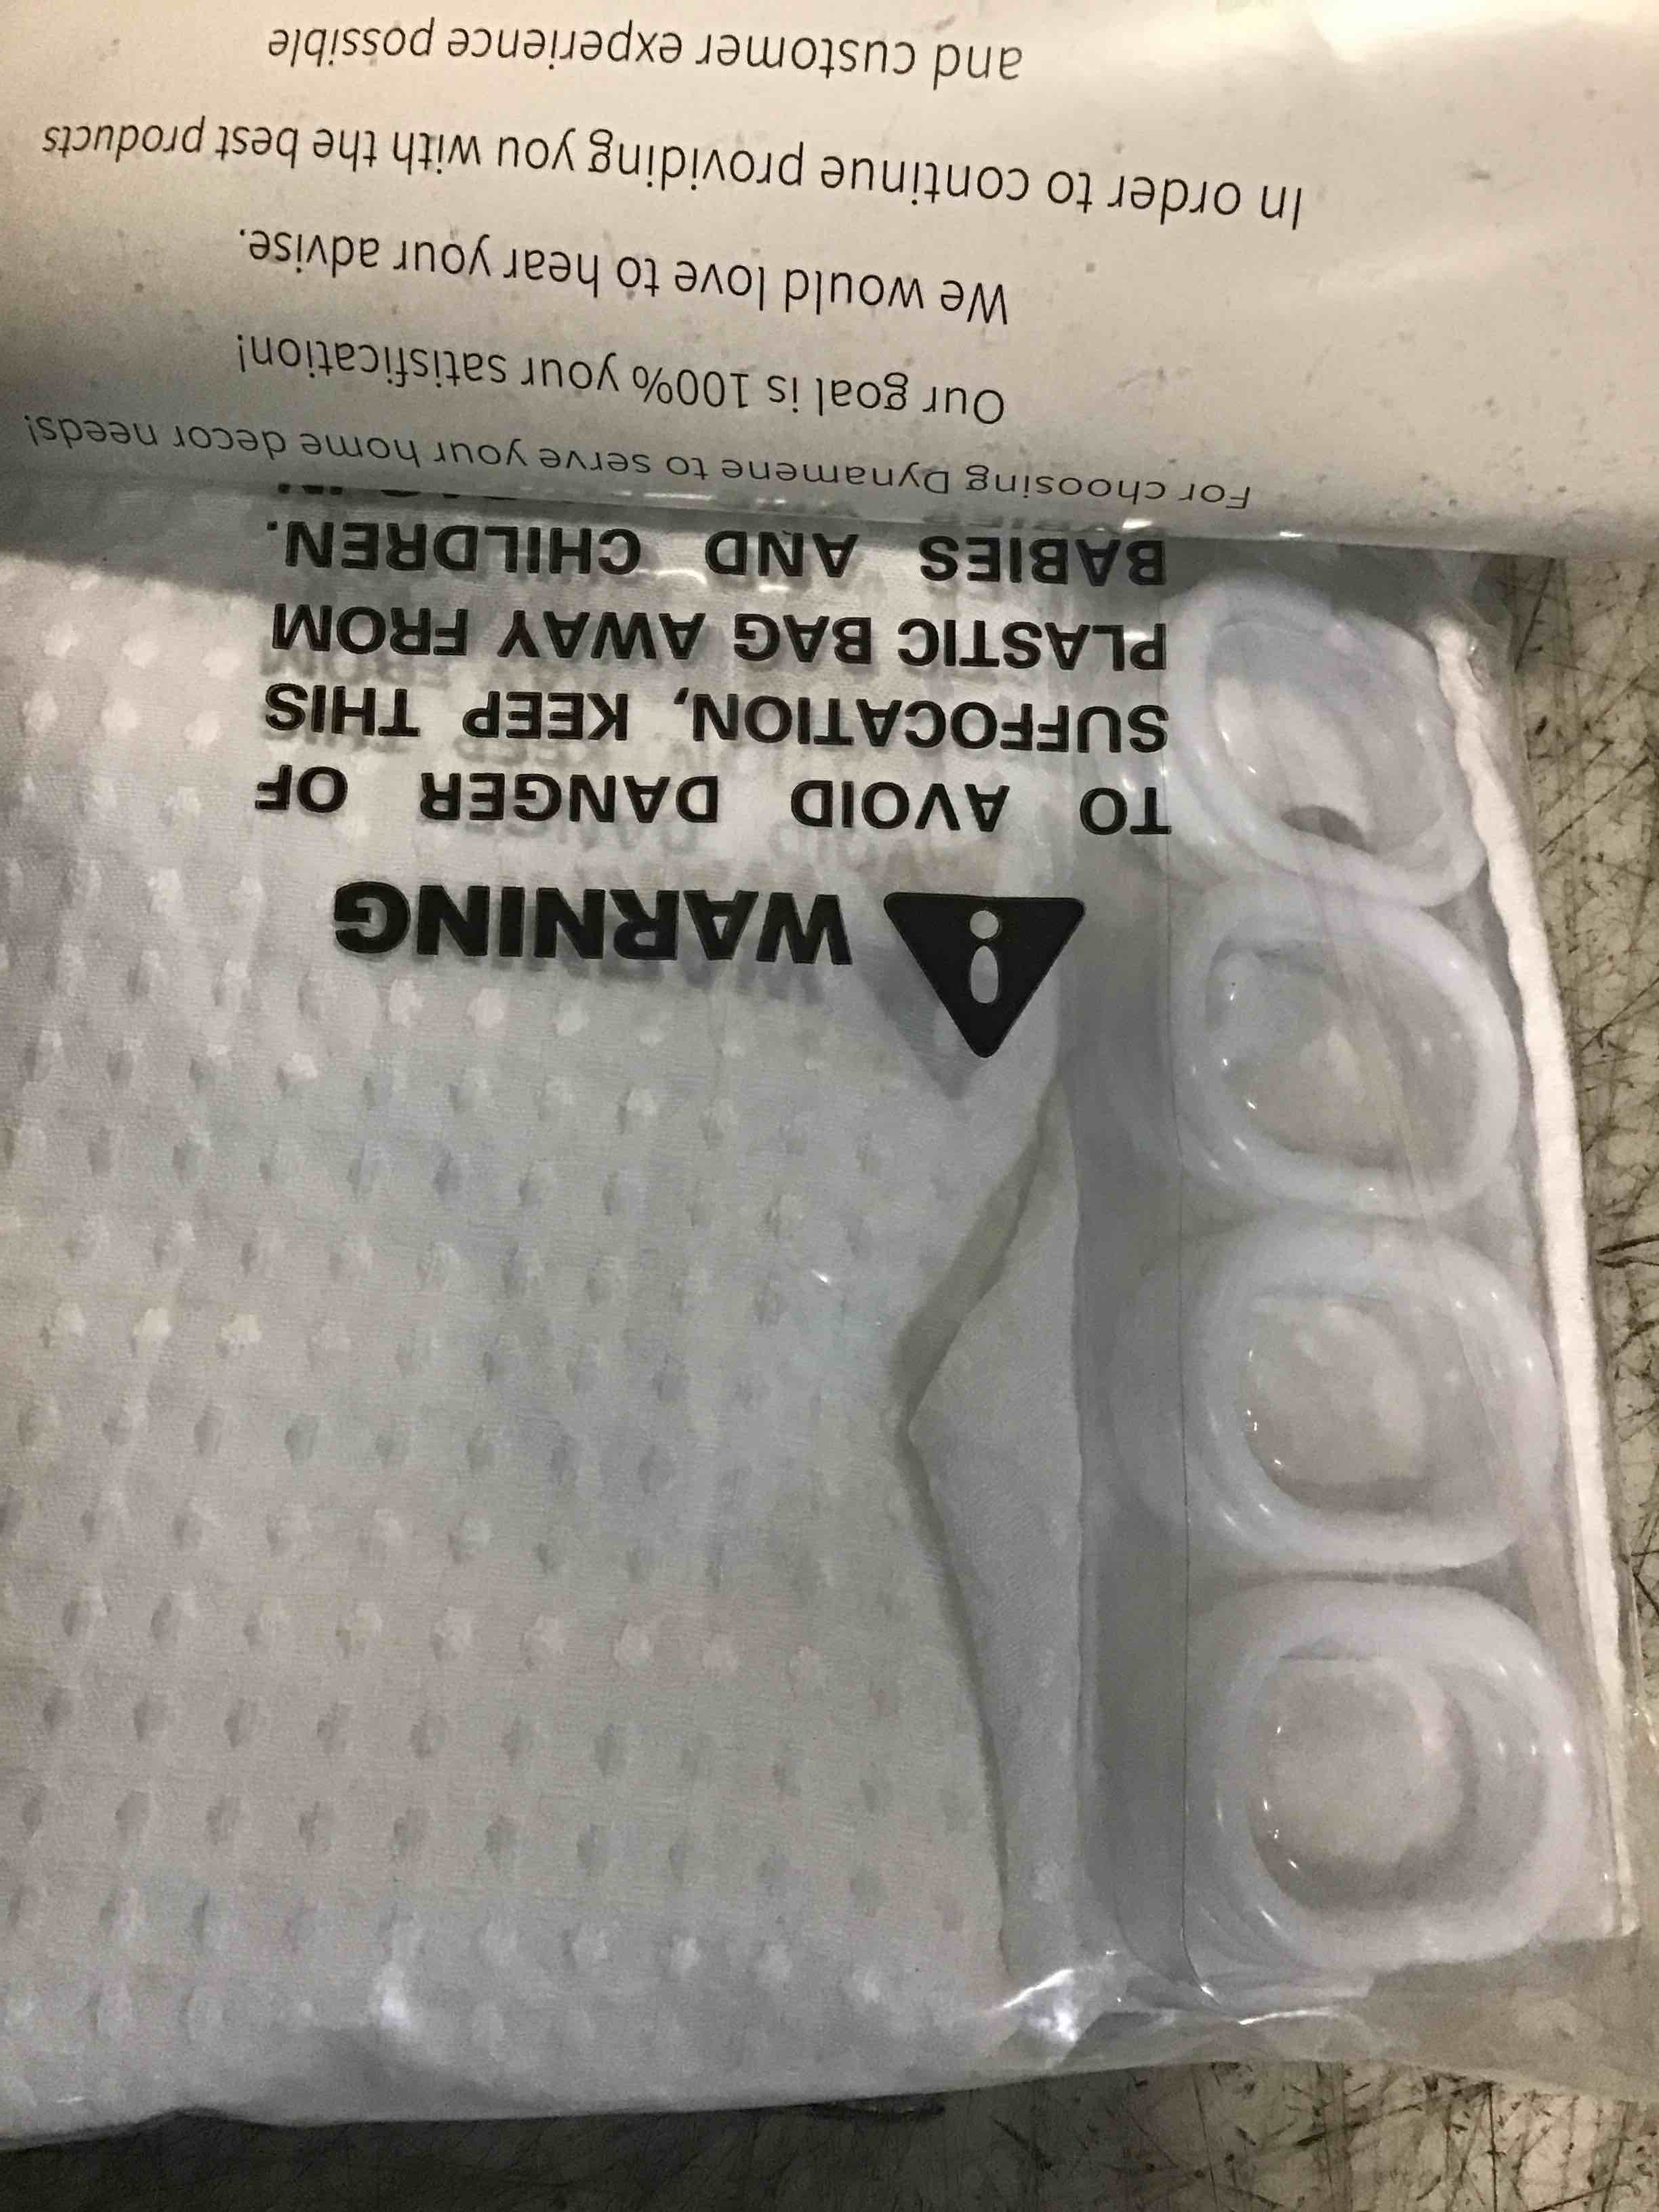 WARNING
TO AVOID DANGER OF
SUFFOCATION, KEEP THIS
PLASTIC BAG AWAY FROM
BABIES AND CHILDREN.
For choosing Dynamene to serve your home decor needs!
Our goal is 100% your satisfication!
We would love to hear your advise.
In order to continue providing you with the best products
and customer experience possible